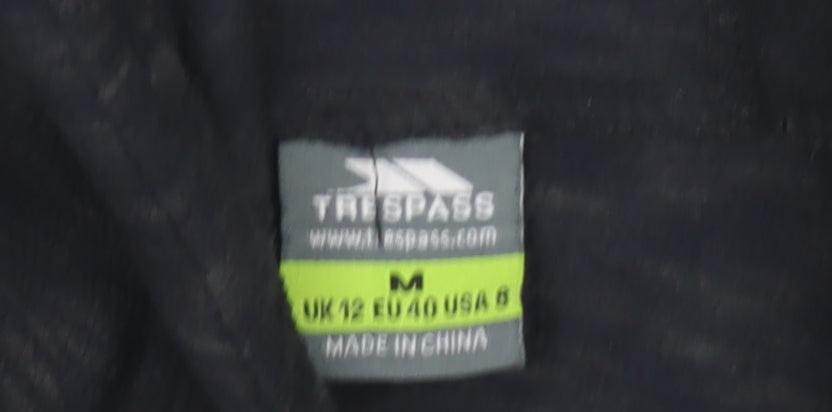 TRESPASS
www.trespass.com
M
UK 12 EU 40 USA 8
MADE IN CHINA